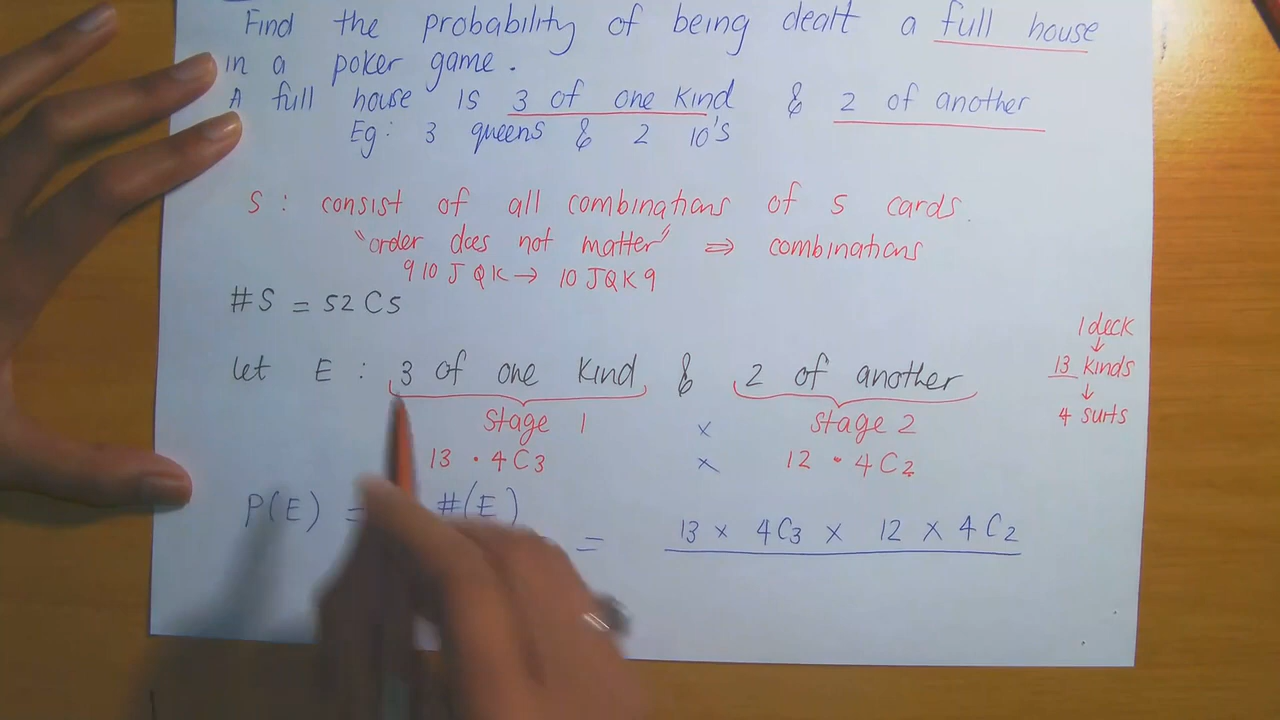 Find the probability of being dealt a full house
in a poker game.
A full house is 3 of one kind & 2 of another
Eg: 3 queens & 2 10's
S: consist of all combinations of 5 cards.
"order does not matter" ⇒ combinations
9 10 J Q K → 10 J Q K 9
#S = 52C5
1 deck
↓
13 kinds
↓
4 suits
let E : 3 of one kind & 2 of another
stage 1 × stage 2
13 · 4C3 × 12 · 4C2
P(E) = #(E)
= 13 × 4C3 × 12 × 4C2